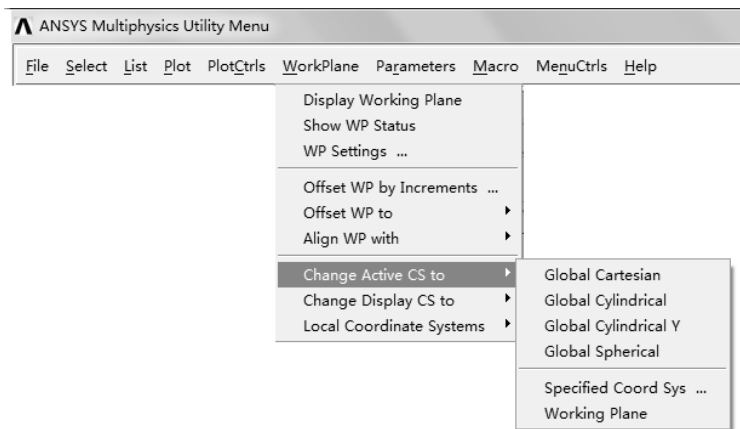 ANSYS Multiphysics Utility Menu
File Select List Plot PlotCtrls WorkPlane Parameters Macro MenuCtrls Help
Display Working Plane
Show WP Status
WP Settings ...
Offset WP by Increments ...
Offset WP to
Align WP with
Change Active CS to
Change Display CS to
Local Coordinate Systems
Global Cartesian
Global Cylindrical
Global Cylindrical Y
Global Spherical
Specified Coord Sys ...
Working Plane